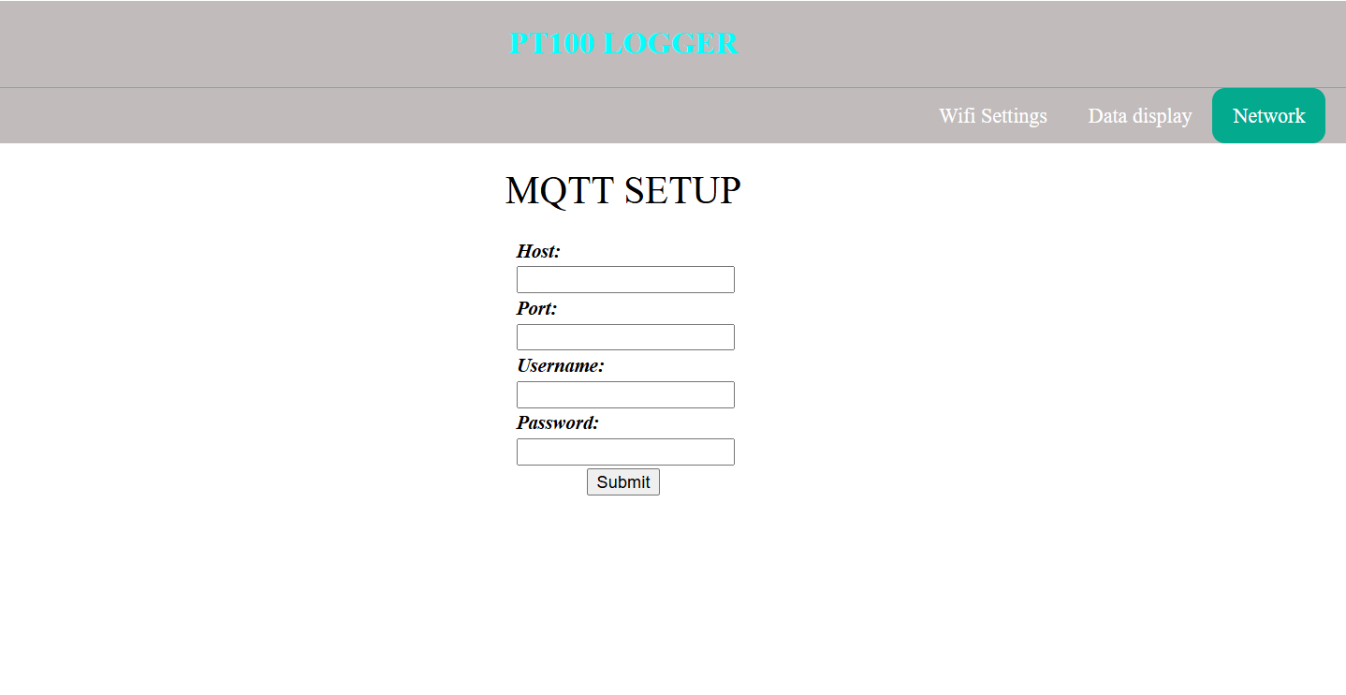 PT100 LOGGER
Wifi Settings Data display Network
MQTT SETUP
Host:
Port:
Username:
Password:
Submit